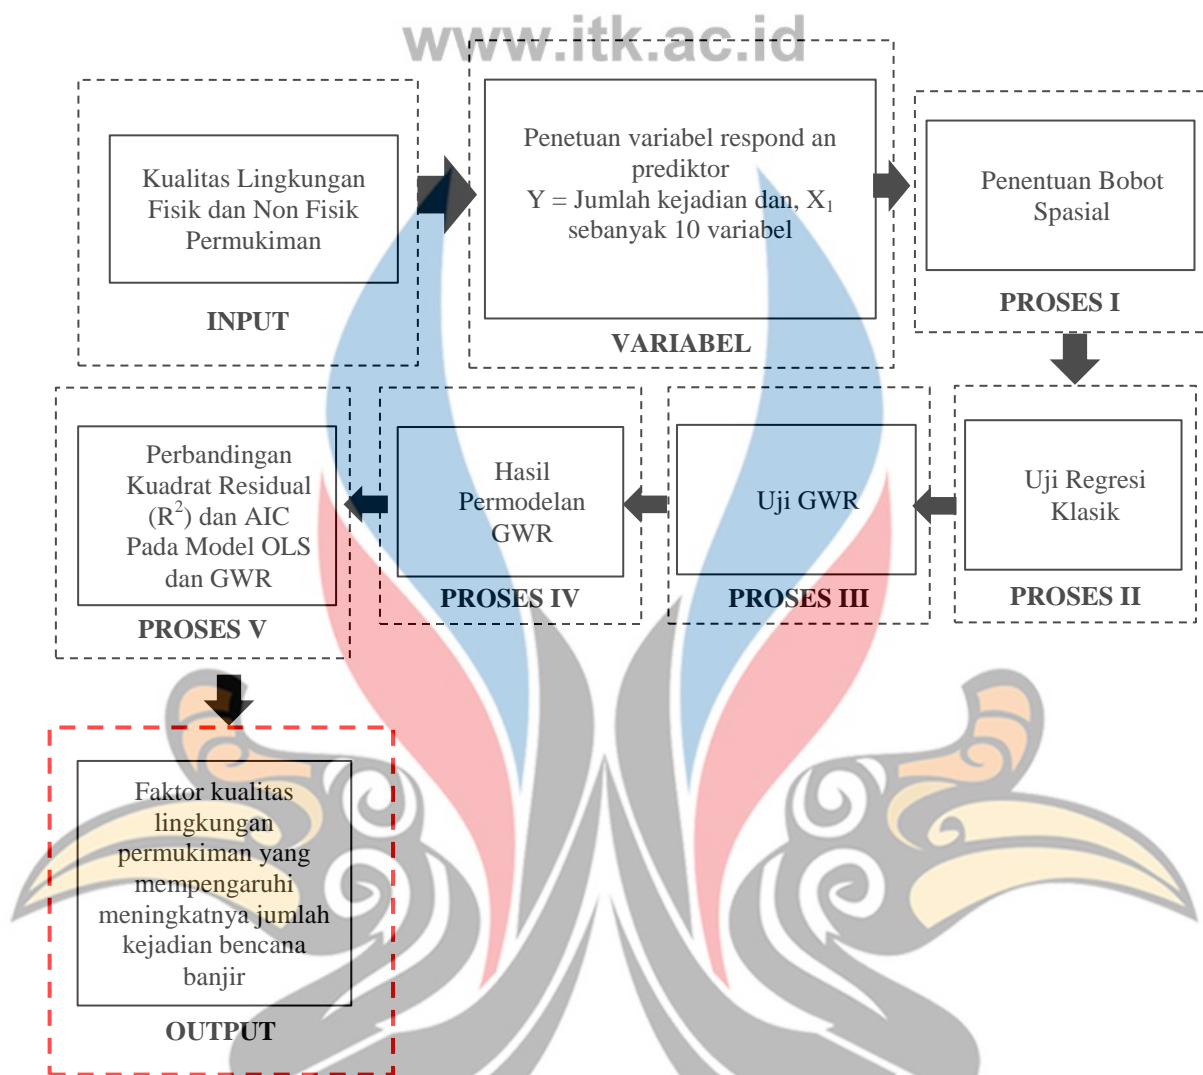 www.itk.ac.id
Kualitas Lingkungan
Fisik dan Non Fisik
Permukiman
INPUT
Penetuan variabel respond an
prediktor
Y = Jumlah kejadian dan, X₁
sebanyak 10 variabel
VARIABEL
Penentuan Bobot
Spasial
PROSES I
Uji Regresi
Klasik
PROSES II
Uji GWR
PROSES III
Hasil
Permodelan
GWR
PROSES IV
Perbandingan
Kuadrat Residual
(R²) dan AIC
Pada Model OLS
dan GWR
PROSES V
Faktor kualitas
lingkungan
permukiman yang
mempengaruhi
meningkatnya jumlah
kejadian bencana
banjir
OUTPUT